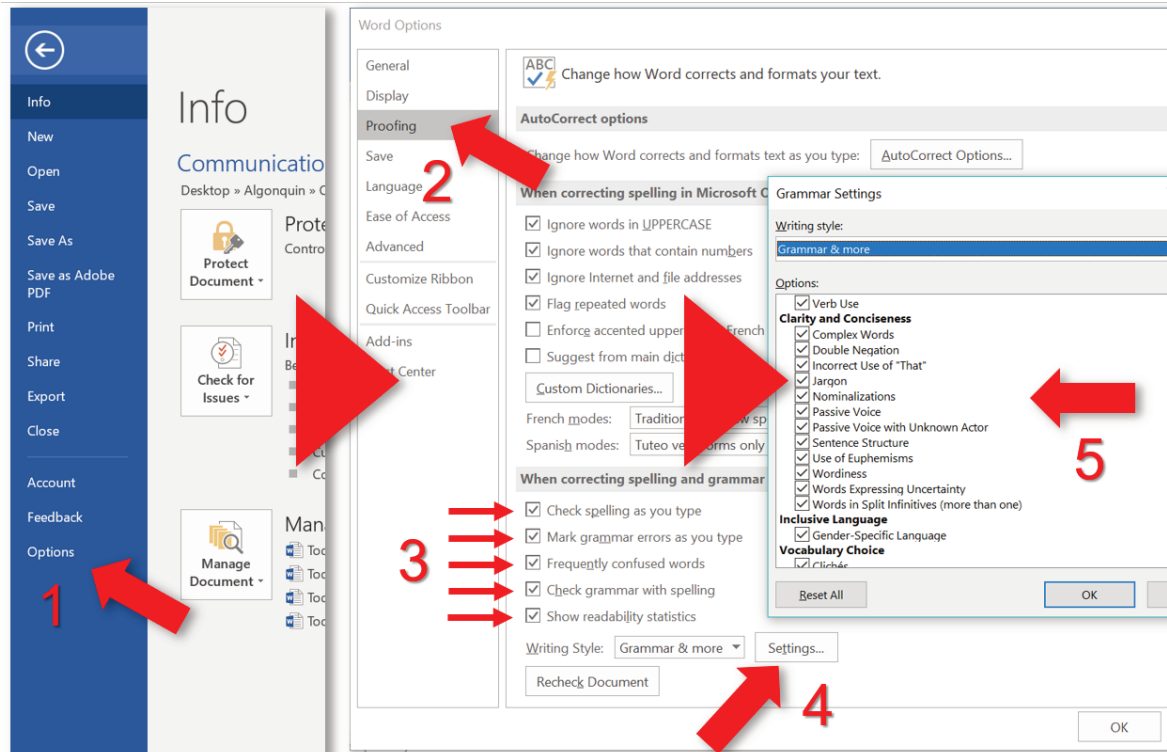 Info
New
Open
Save
Save As
Save as Adobe
PDF
Print
Share
Export
Close
Account
Feedback
Options
1
Info
Communicatio
Desktop » Algonquin »
Protect
Document
Prote
Contro
Check for
Issues
Manage
Document
Man
Toc
Toc
Toc
Toc
Word Options
General
Display
Proofing
Save
Language
Ease of Access
Advanced
Customize Ribbon
Quick Access Toolbar
Add-ins
Center
2
ABC
Change how Word corrects and formats your text.
AutoCorrect options
Change how Word corrects and formats text as you type:
AutoCorrect Options...
When correcting spelling in Microsoft O
Ignore words in UPPERCASE
Ignore words that contain numbers
Ignore Internet and file addresses
Flag repeated words
Enforce accented upper French
Suggest from main dict
Custom Dictionaries...
French modes: Tradition w sp
Spanish modes: Tuteo ve orms only
When correcting spelling and grammar
3
Check spelling as you type
Mark grammar errors as you type
Frequently confused words
Check grammar with spelling
Show readability statistics
Writing Style: Grammar & more Settings...
Recheck Document
4
OK
Grammar Settings
Writing style:
Grammar & more
Options:
Verb Use
Clarity and Conciseness
Complex Words
Double Negation
Incorrect Use of "That"
Jargon
Nominalizations
Passive Voice
Passive Voice with Unknown Actor
Sentence Structure
Use of Euphemisms
Wordiness
Words Expressing Uncertainty
Words in Split Infinitives (more than one)
Inclusive Language
Gender-Specific Language
Vocabulary Choice
Clichés
5
Reset All
OK